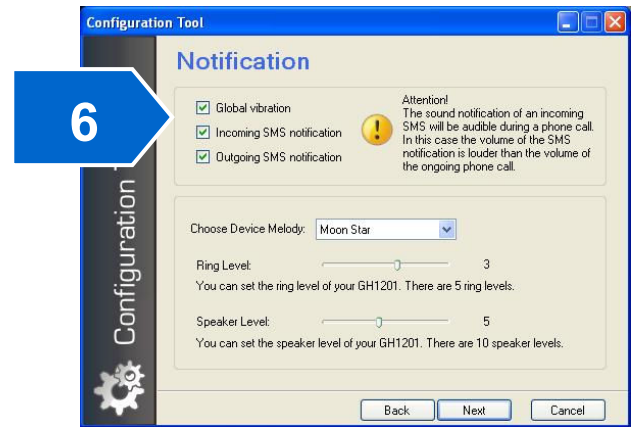 Configuration Tool
Notification
6
Global vibration
Incoming SMS notification
Outgoing SMS notification
Attention!
The sound notification of an incoming
SMS will be audible during a phone call.
In this case the volume of the SMS
notification is louder than the volume of
the ongoing phone call.
Configuration
Choose Device Melody: Moon Star
Ring Level: 3
You can set the ring level of your GH1201. There are 5 ring levels.
Speaker Level: 5
You can set the speaker level of your GH1201. There are 10 speaker levels.
Back Next Cancel